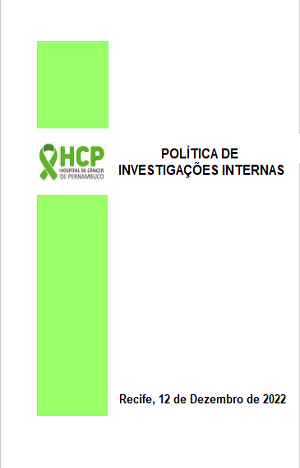 HCP
HOSPITAL DE CÂNCER
DE PERNAMBUCO
POLÍTICA DE
INVESTIGAÇÕES INTERNAS
Recife, 12 de Dezembro de 2022